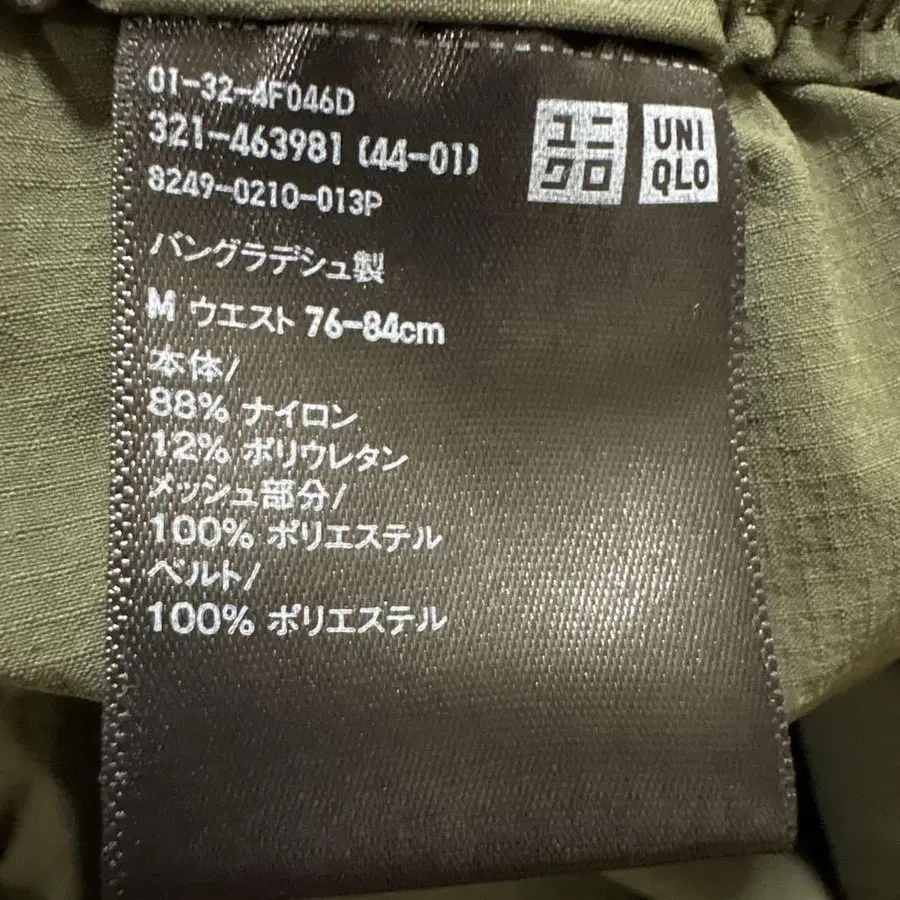 01-32-4F046D
321-463981 (44-01)
8249-0210-013P
ユニ
クロ
UNI
QLO
バングラデシュ製
M ウエスト 76-84cm
本体/
88% ナイロン
12% ポリウレタン
メッシュ部分/
100% ポリエステル
ベルト/
100% ポリエステル